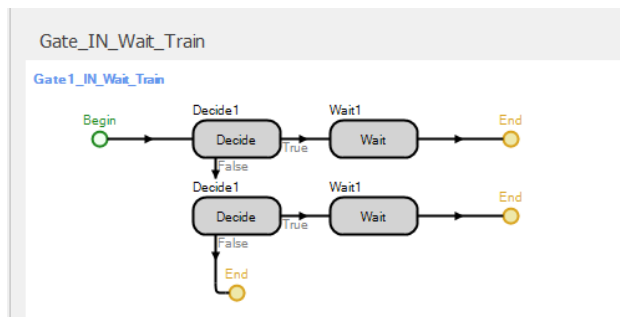 Gate_IN_Wait_Train
Gate1_IN_Wait_Train
Begin
Decide1
Wait1
End
Decide
True
Wait
False
Decide1
Wait1
End
Decide
True
Wait
False
End